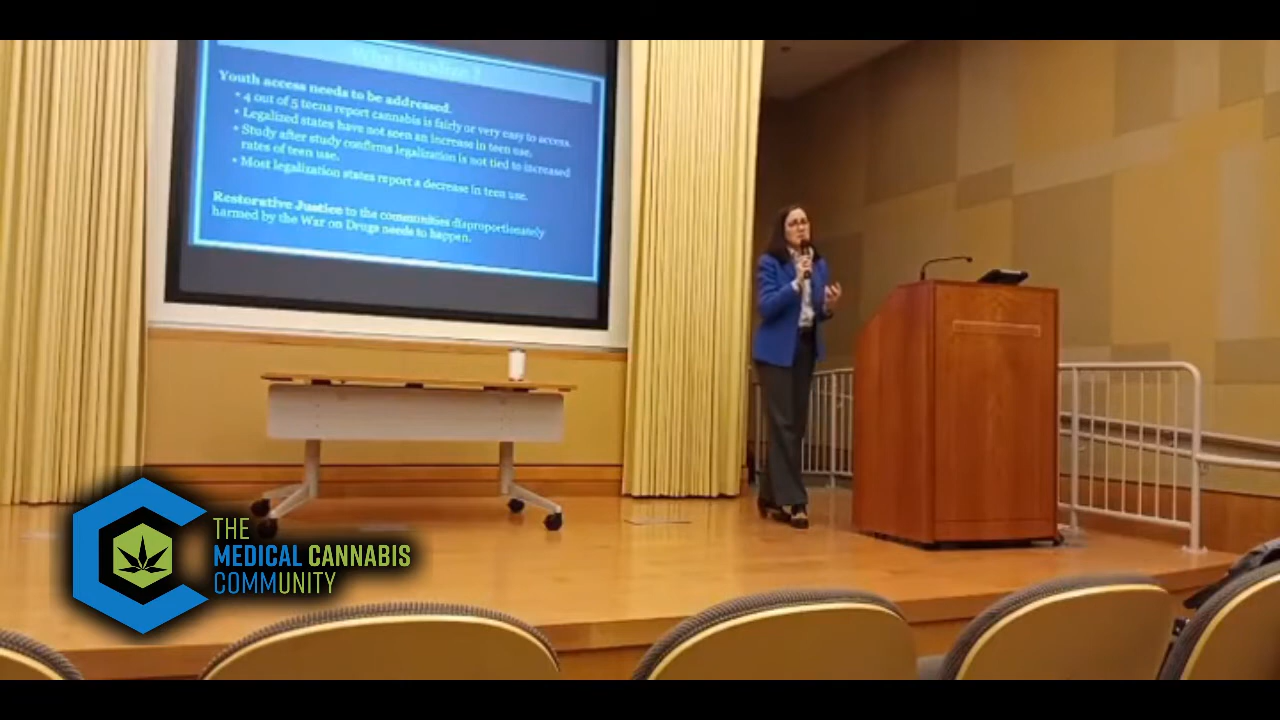 Youth access needs to be addressed.
• 4 out of 5 teens report cannabis is fairly or very easy to access.
• Legalized states have not seen an increase in teen use.
• Study after study confirms legalization is not tied to increased
rates of teen use.
• Most legalization states report a decrease in teen use.
Restorative Justice to the communities disproportionately
harmed by the War on Drugs needs to happen.
THE
MEDICAL CANNABIS
COMMUNITY